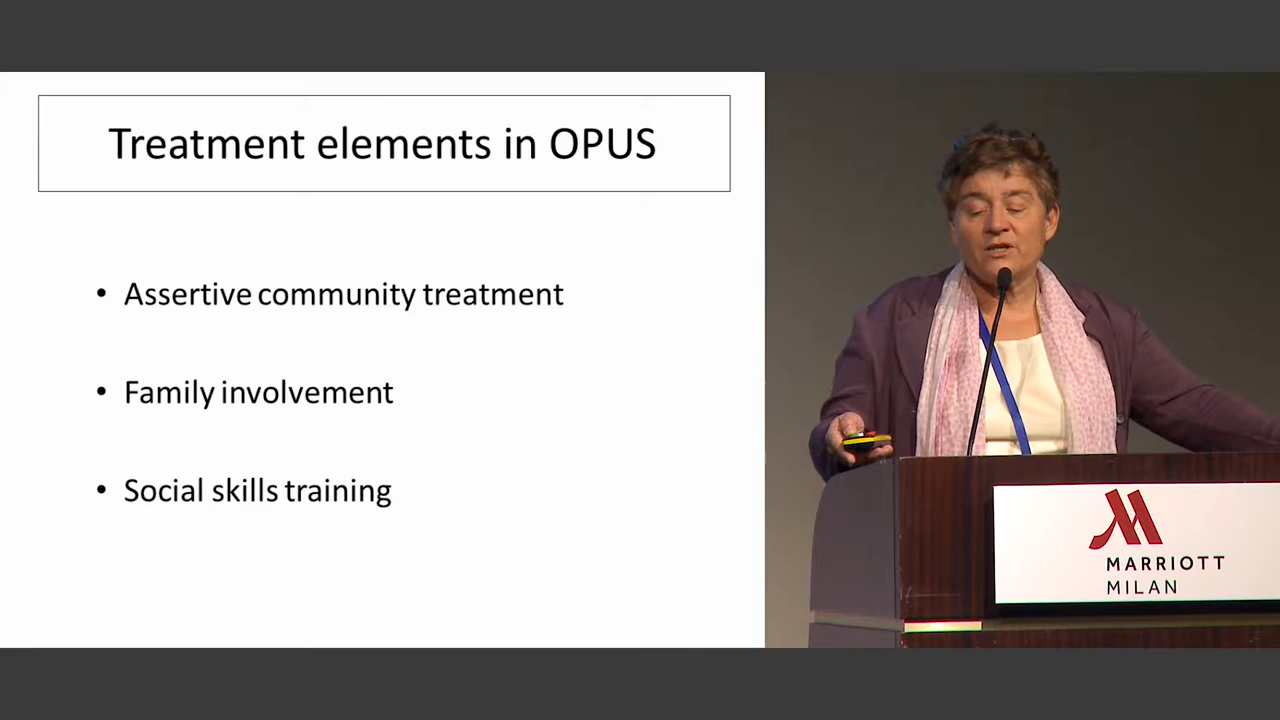 Treatment elements in OPUS
• Assertive community treatment
• Family involvement
• Social skills training
MARRIOTT
MILAN